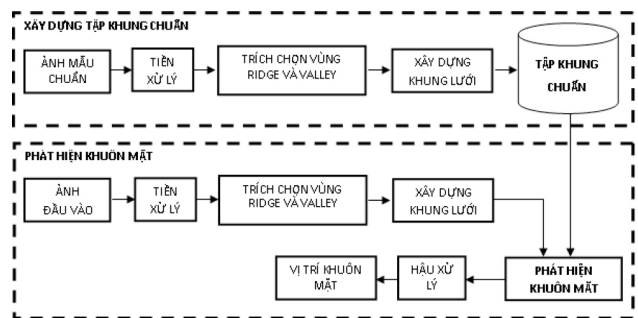 XÂY DỰNG TẬP KHUNG CHUẨN
ẢNH MẪU
CHUẨN
TIỀN
XỬ LÝ
TRÍCH CHỌN VÙNG
RIDGE VÀ VALLEY
XÂY DỰNG
KHUNG LƯỚI
TẬP KHUNG
CHUẨN
PHÁT HIỆN KHUÔN MẶT
ẢNH
ĐẦU VÀO
TIỀN
XỬ LÝ
TRÍCH CHỌN VÙNG
RIDGE VÀ VALLEY
XÂY DỰNG
KHUNG LƯỚI
VỊ TRÍ KHUÔN
MẶT
HẬU XỬ
LÝ
PHÁT HIỆN
KHUÔN MẶT